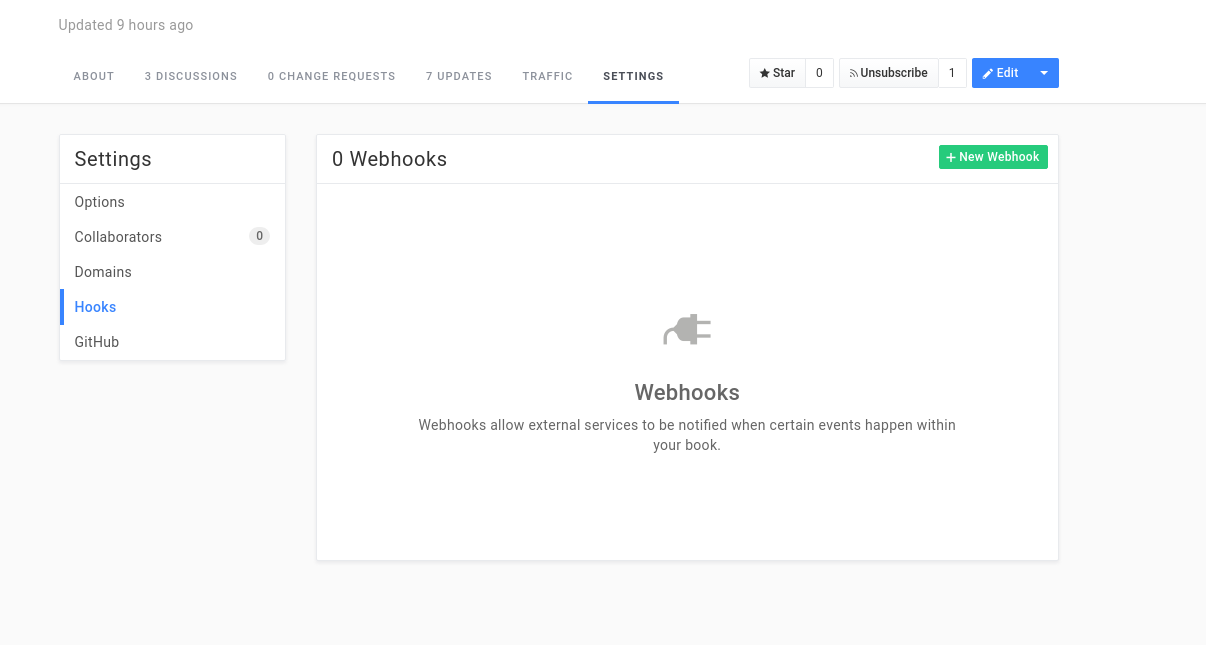 Updated 9 hours ago
ABOUT 3 DISCUSSIONS 0 CHANGE REQUESTS 7 UPDATES TRAFFIC SETTINGS Star 0 Unsubscribe 1 Edit
Settings
Options
Collaborators 0
Domains
Hooks
GitHub
0 Webhooks + New Webhook
Webhooks
Webhooks allow external services to be notified when certain events happen within
your book.